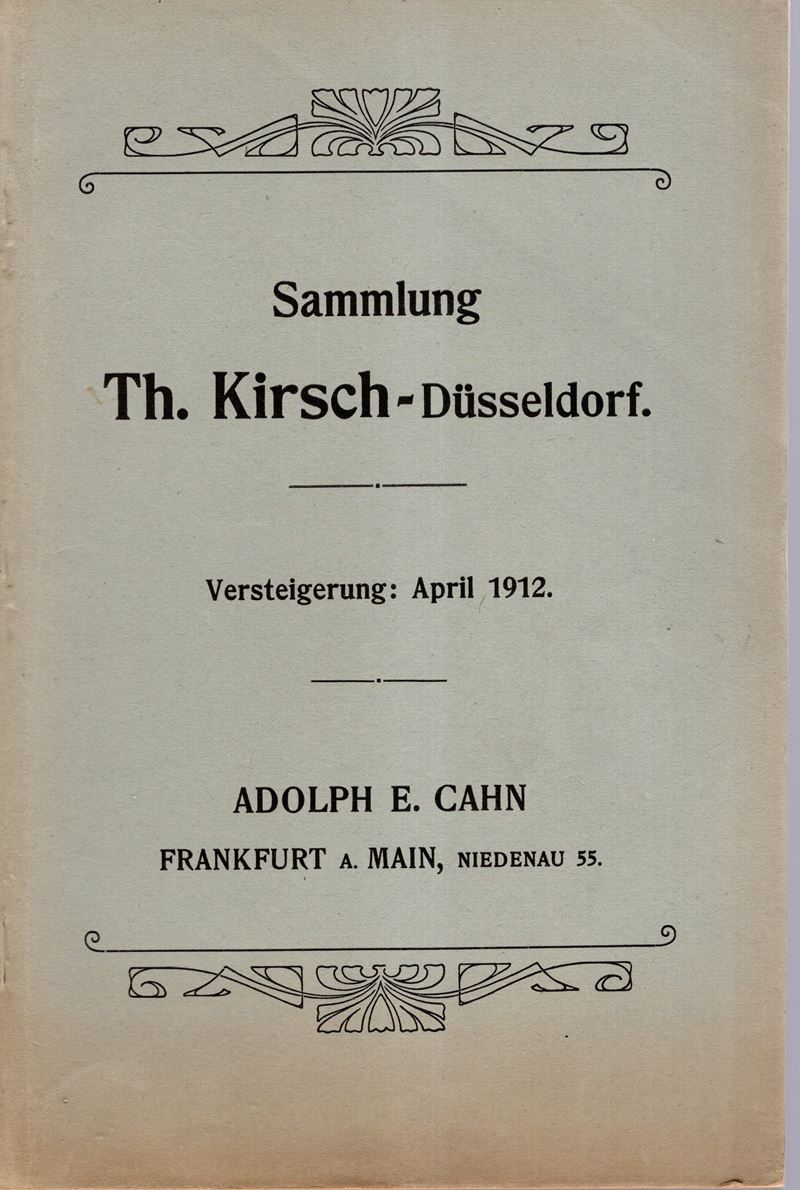 Sammlung
Th. Kirsch-Düsseldorf.
Versteigerung: April 1912.
ADOLPH E. CAHN
FRANKFURT A. MAIN, NIEDENAU 55.